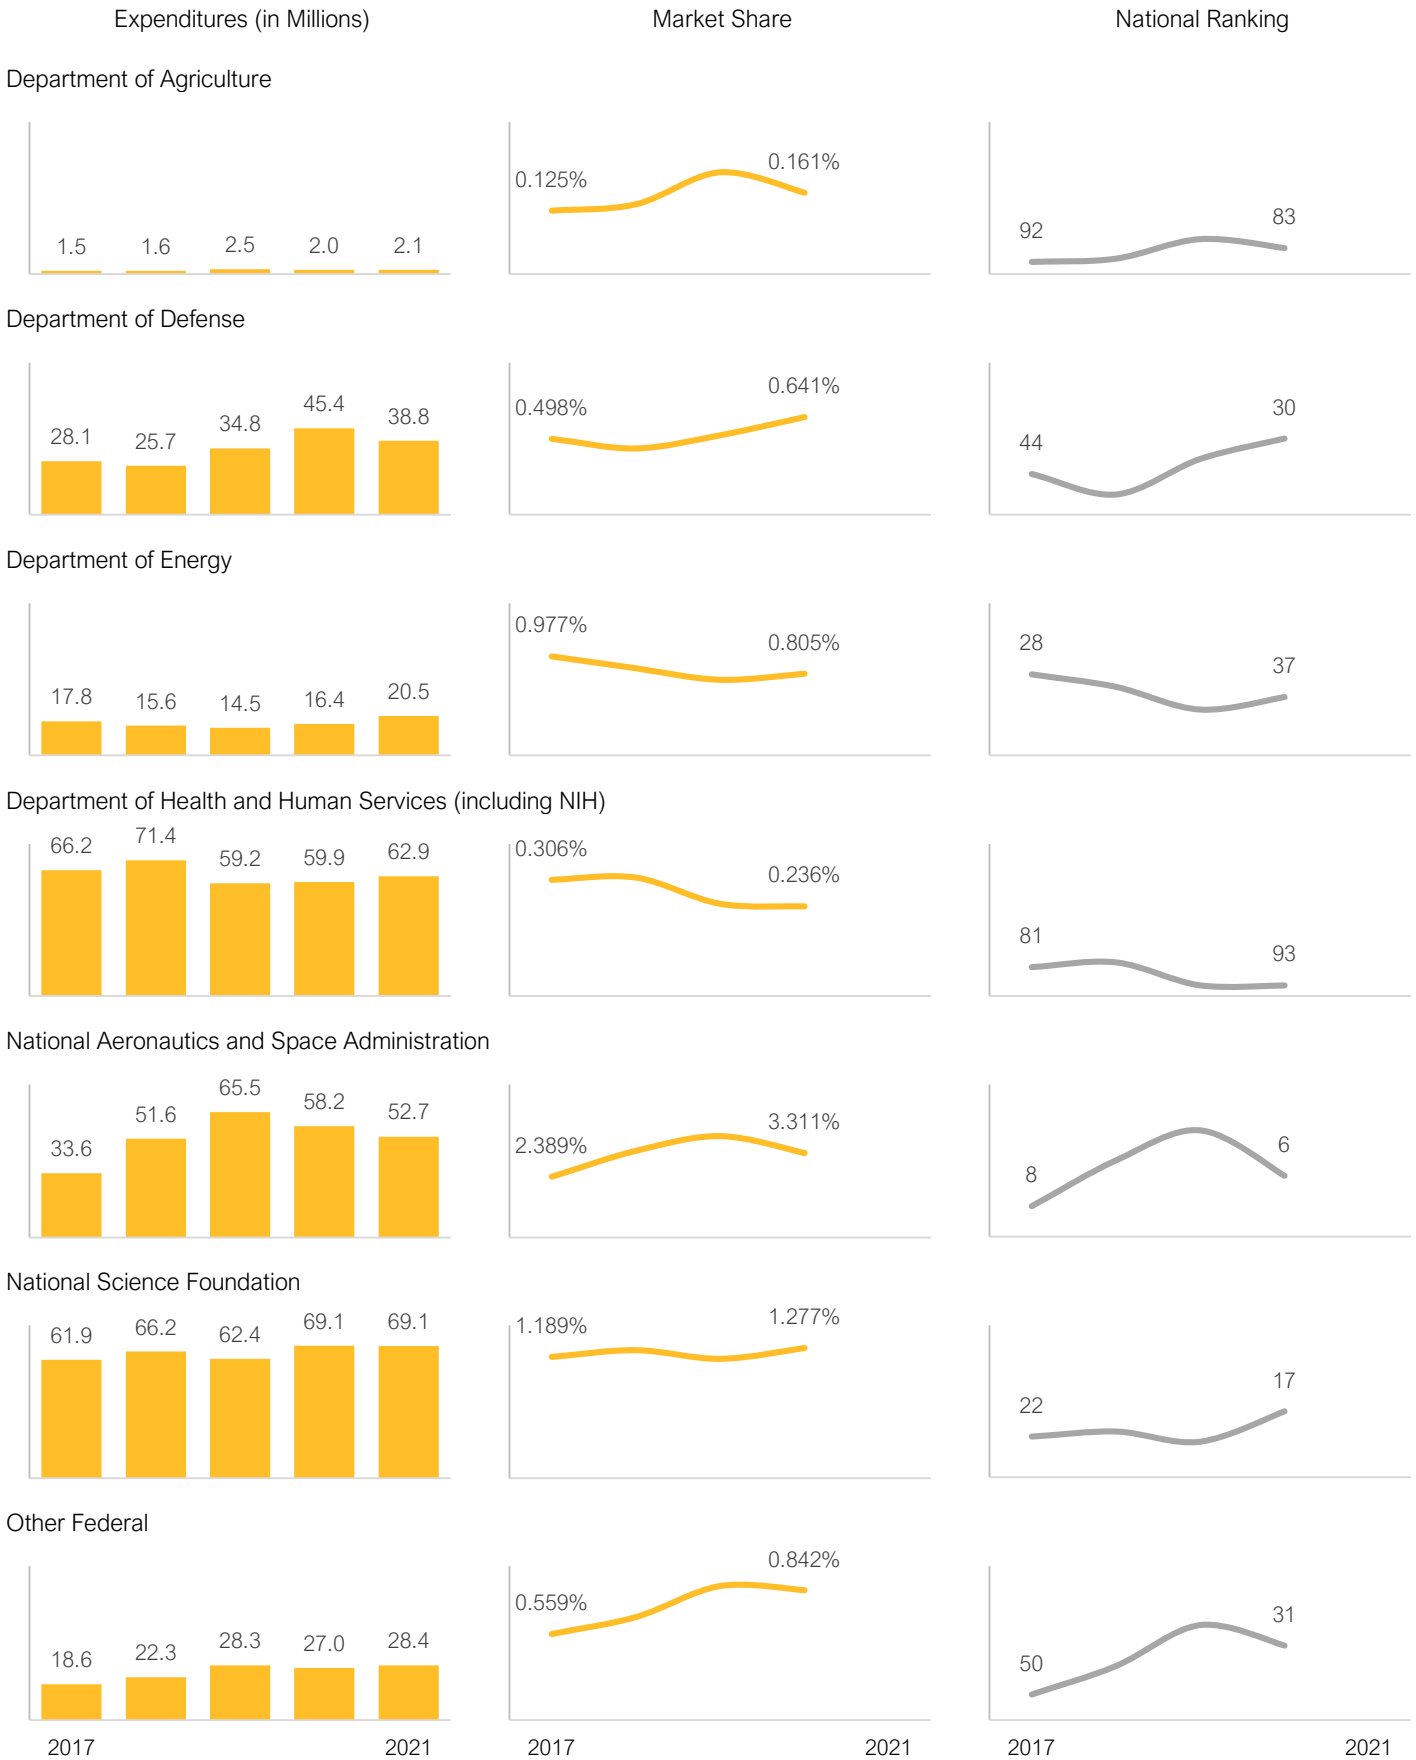 Expenditures (in Millions) Market Share National Ranking
Department of Agriculture
1.5 1.6 2.5 2.0 2.1
0.125% 0.161%
92 83
Department of Defense
28.1 25.7 34.8 45.4 38.8
0.498% 0.641%
44 30
Department of Energy
17.8 15.6 14.5 16.4 20.5
0.977% 0.805%
28 37
Department of Health and Human Services (including NIH)
66.2 71.4 59.2 59.9 62.9
0.306% 0.236%
81 93
National Aeronautics and Space Administration
33.6 51.6 65.5 58.2 52.7
2.389% 3.311%
8 6
National Science Foundation
61.9 66.2 62.4 69.1 69.1
1.189% 1.277%
22 17
Other Federal
18.6 22.3 28.3 27.0 28.4
0.559% 0.842%
50 31
2017 2021 2017 2021 2017 2021